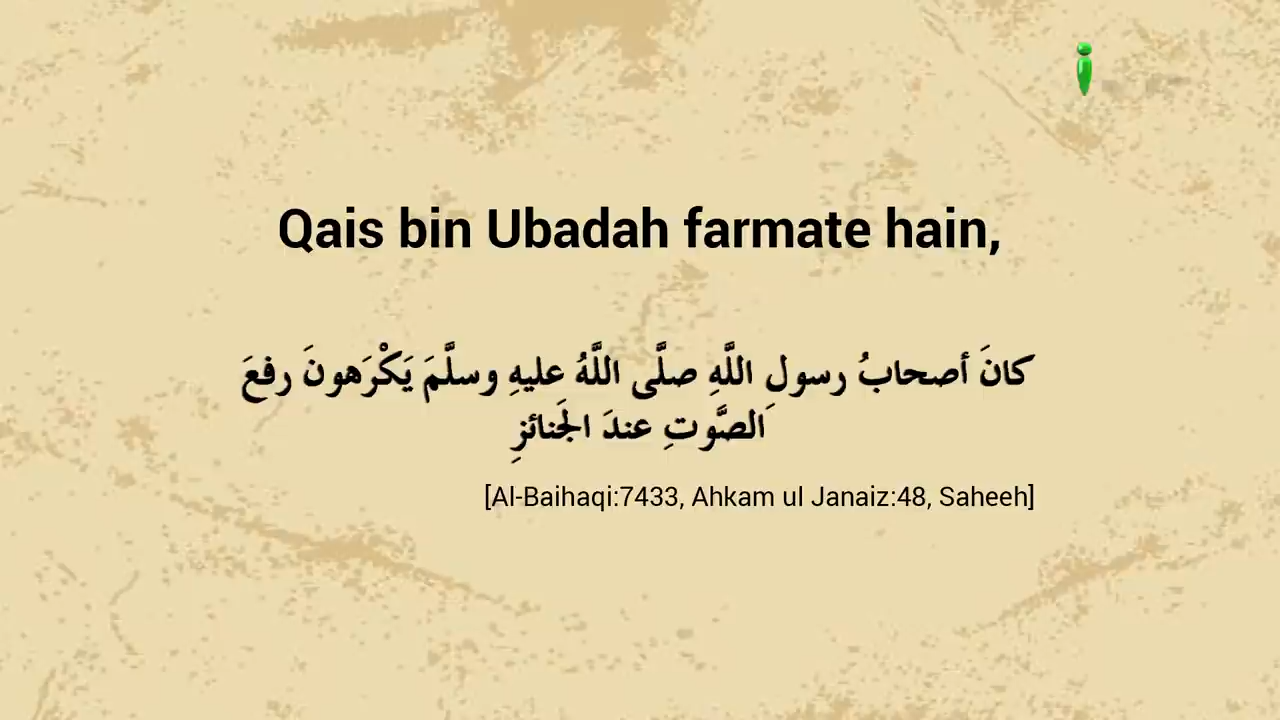 Qais bin Ubadah farmate hain,
كانَ أصحابُ رسولِ اللَّهِ صلَّى اللَّهُ عليهِ وسلَّمَ يَكْرَهونَ رفعَ
الصَّوتِ عندَ الجَنائزِ
[Al-Baihaqi:7433, Ahkam ul Janaiz:48, Saheeh]